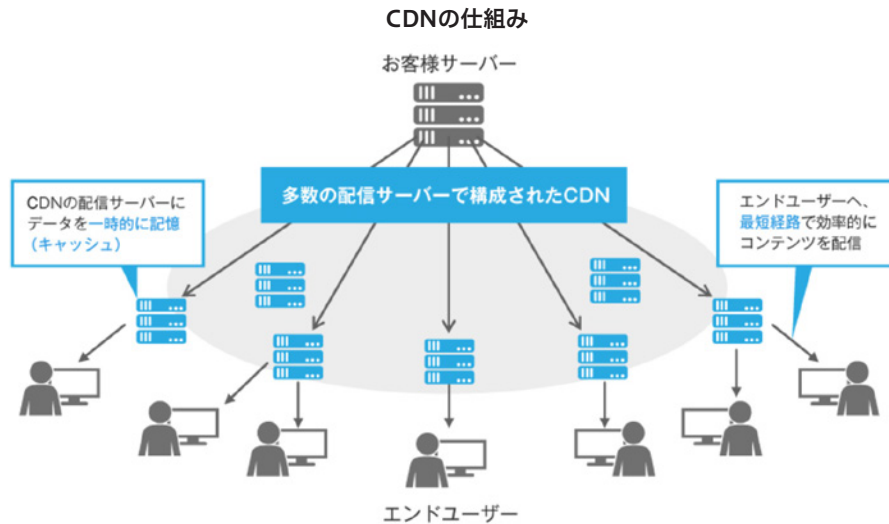 CDNの仕組み
お客様サーバー
多数の配信サーバーで構成されたCDN
CDNの配信サーバーに
データを一時的に記憶
(キャッシュ)
エンドユーザーへ、
最短経路で効率的に
コンテンツを配信
エンドユーザー